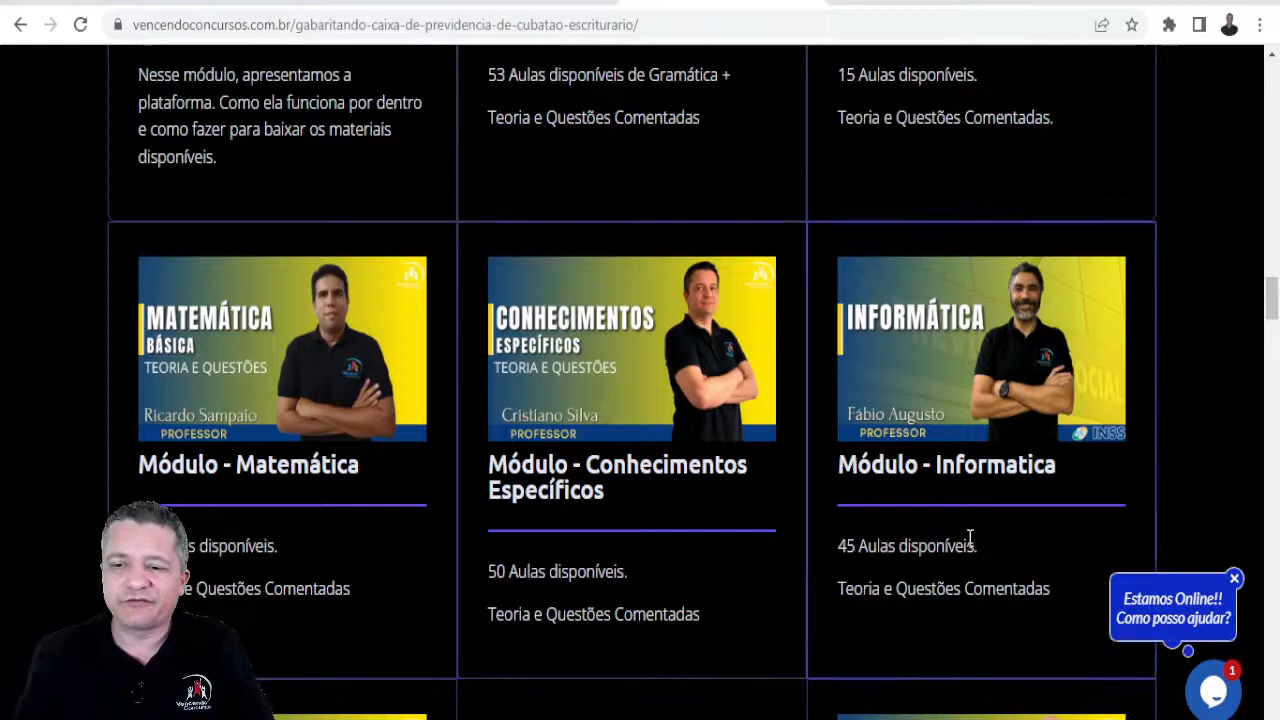 vencendoconcursos.com.br/gabaritando-caixa-de-previdencia-de-cubatao-escriturario/
Nesse módulo, apresentamos a
plataforma. Como ela funciona por dentro
e como fazer para baixar os materiais
disponíveis.
53 Aulas disponíveis de Gramática +
Teoria e Questões Comentadas
15 Aulas disponíveis.
Teoria e Questões Comentadas.
MATEMÁTICA
BÁSICA
TEORIA E QUESTÕES
Ricardo Sampaio
PROFESSOR
Módulo - Matemática
s disponíveis.
e Questões Comentadas
CONHECIMENTOS
ESPECÍFICOS
TEORIA E QUESTÕES
Cristiano Silva
PROFESSOR
Módulo - Conhecimentos
Específicos
50 Aulas disponíveis.
Teoria e Questões Comentadas
INFORMÁTICA
Fábio Augusto
PROFESSOR
INSS
Módulo - Informatica
45 Aulas disponíveis.
Teoria e Questões Comentadas
Estamos Online!!
Como posso ajudar?
1
Vencendo
Concursos